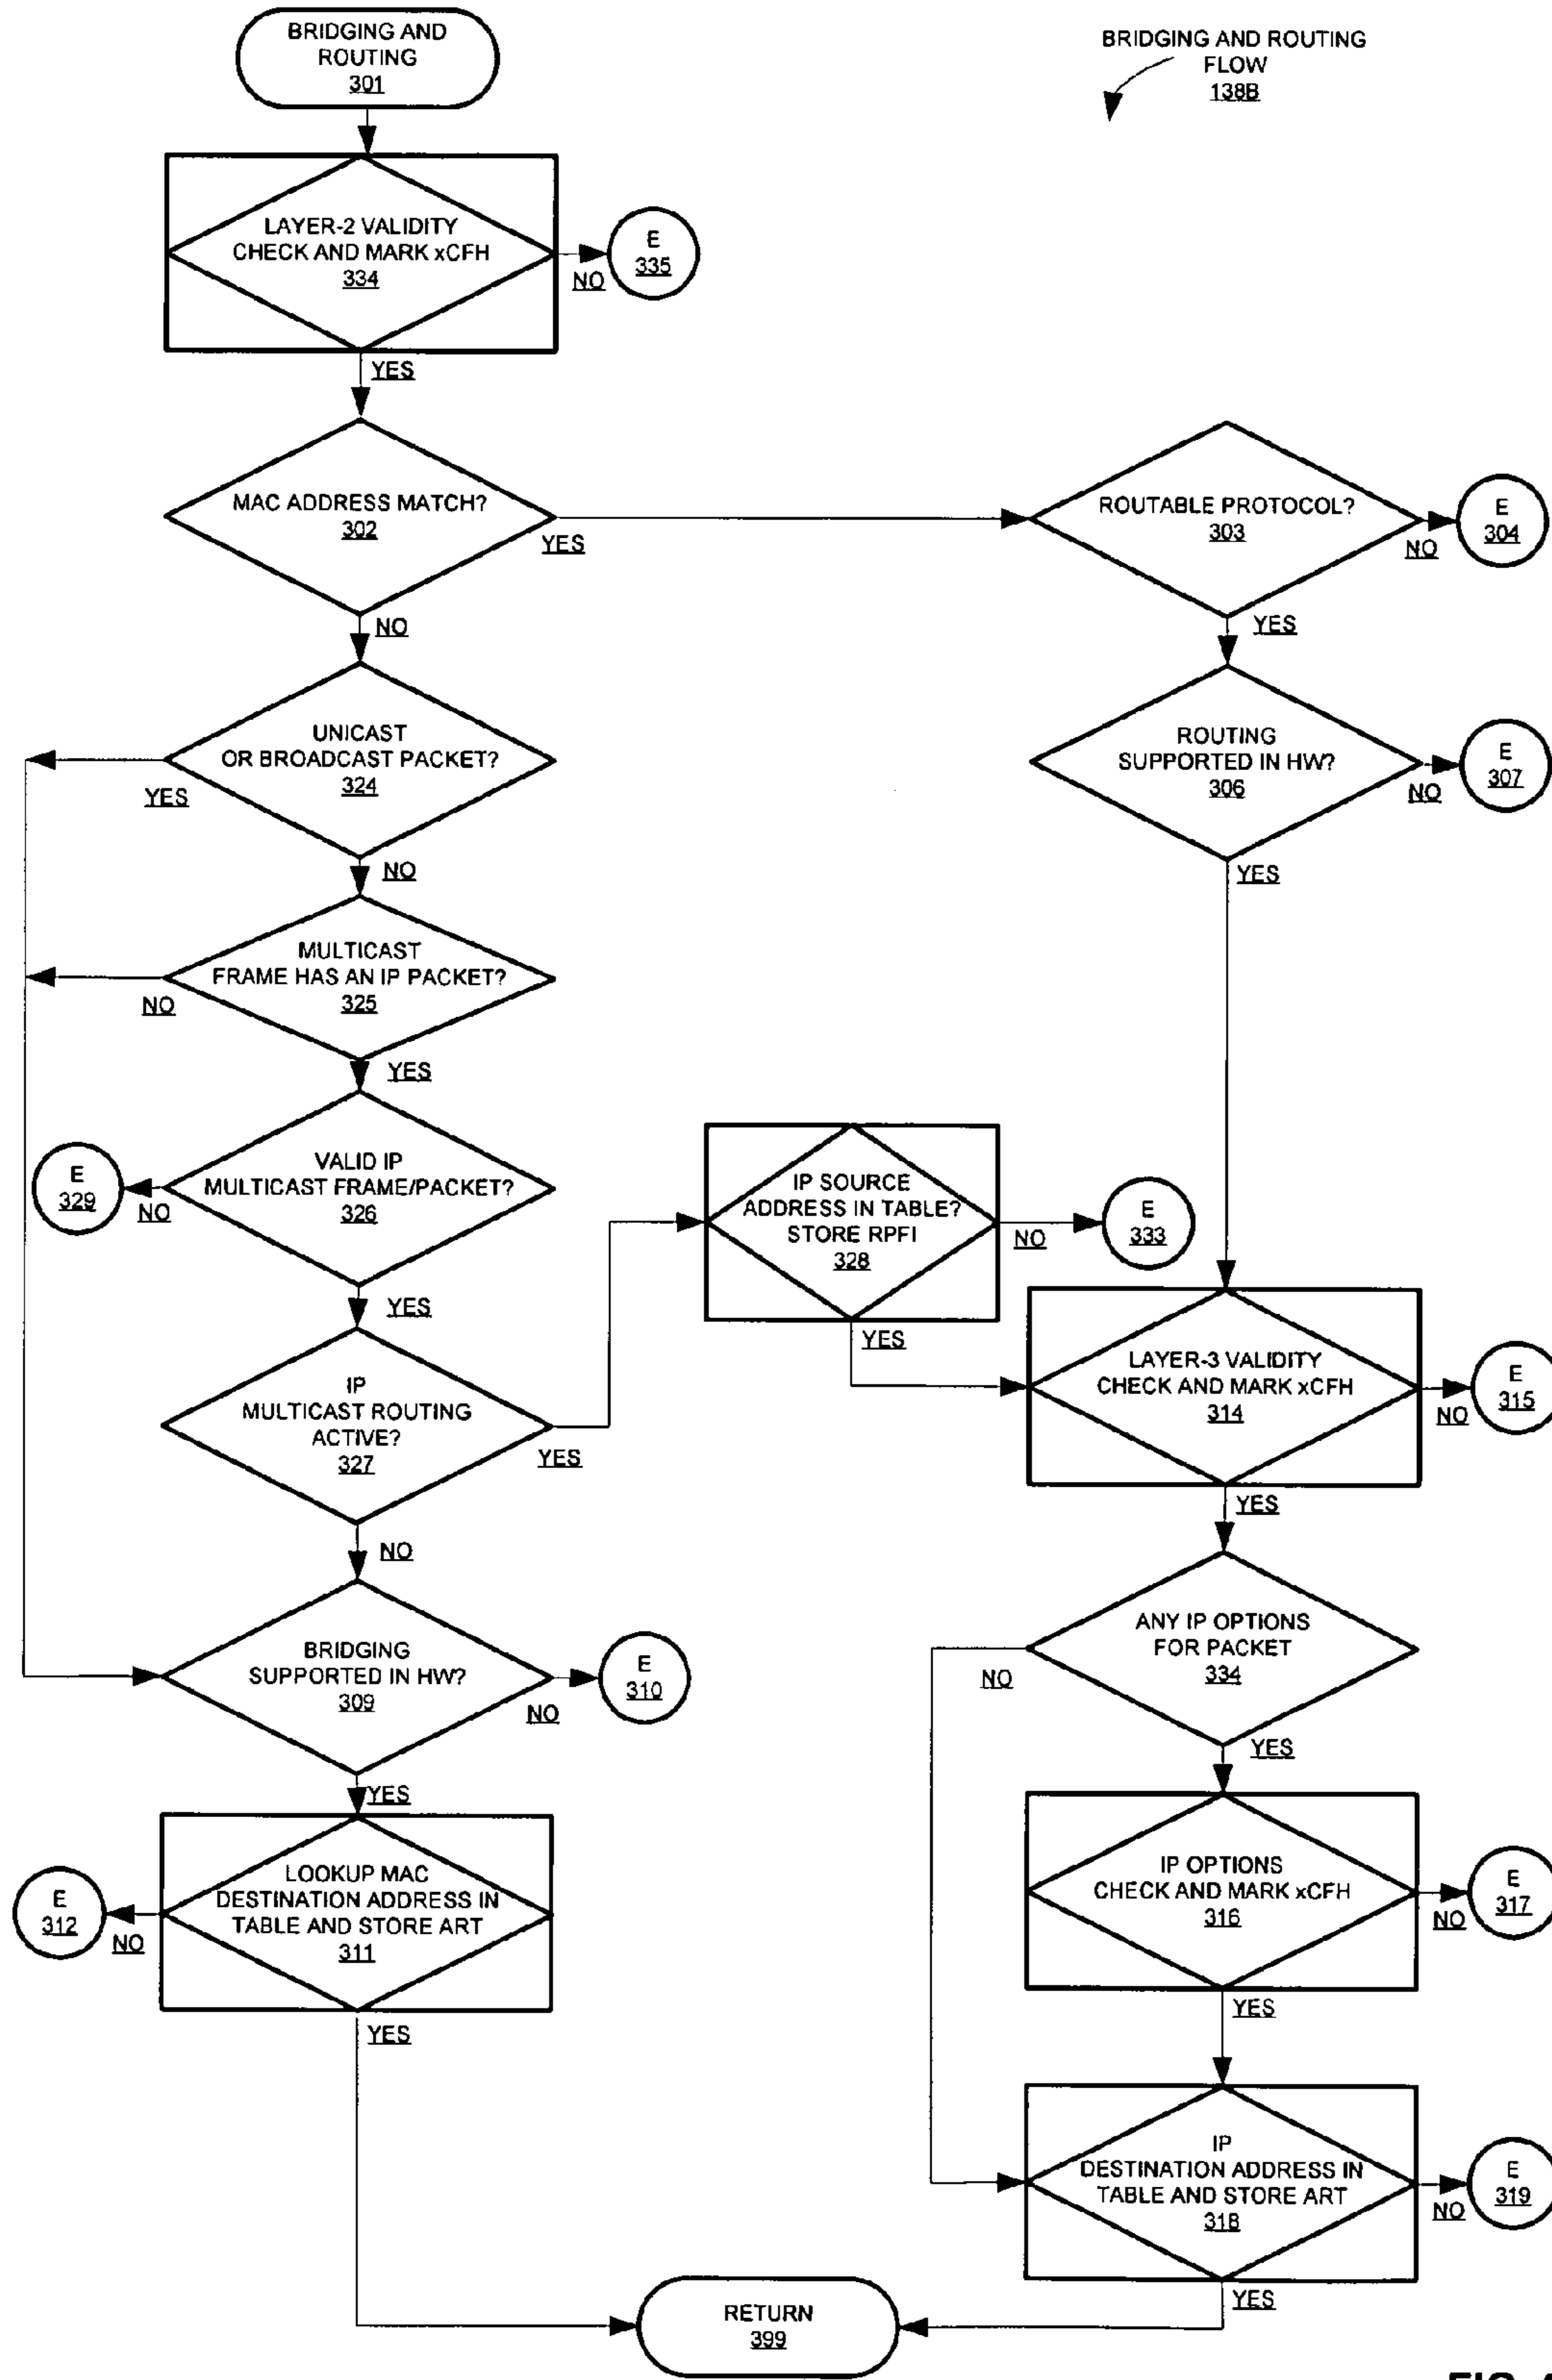 BRIDGING AND
ROUTING
301
BRIDGING AND ROUTING
FLOW
138B
LAYER-2 VALIDITY
CHECK AND MARK xCFH
334
NO
E
335
YES
MAC ADDRESS MATCH?
302
YES
ROUTABLE PROTOCOL?
303
NO
E
304
NO
YES
UNICAST
OR BROADCAST PACKET?
324
YES
ROUTING
SUPPORTED IN HW?
306
NO
E
307
NO
YES
MULTICAST
FRAME HAS AN IP PACKET?
325
NO
YES
VALID IP
MULTICAST FRAME/PACKET?
326
E
329
NO
IP SOURCE
ADDRESS IN TABLE?
STORE RPFI
328
NO
E
333
YES
YES
IP
MULTICAST ROUTING
ACTIVE?
327
YES
LAYER-3 VALIDITY
CHECK AND MARK xCFH
314
NO
E
315
YES
NO
BRIDGING
SUPPORTED IN HW?
309
NO
E
310
ANY IP OPTIONS
FOR PACKET
334
NO
YES
YES
LOOKUP MAC
DESTINATION ADDRESS IN
TABLE AND STORE ART
311
E
312
NO
IP OPTIONS
CHECK AND MARK xCFH
316
NO
E
317
YES
YES
IP
DESTINATION ADDRESS IN
TABLE AND STORE ART
318
NO
E
319
YES
RETURN
399